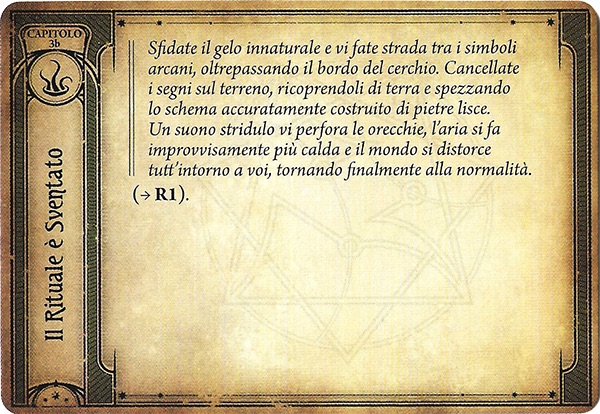 CAPITOLO
3b
Il Rituale è Sventato
Sfidate il gelo innaturale e vi fate strada tra i simboli
arcani, oltrepassando il bordo del cerchio. Cancellate
i segni sul terreno, ricoprendoli di terra e spezzando
lo schema accuratamente costruito di pietre lisce.
Un suono stridulo vi perfora le orecchie, l'aria si fa
improvvisamente più calda e il mondo si distorce
tutt'intorno a voi, tornando finalmente alla normalità.
(→ R1).